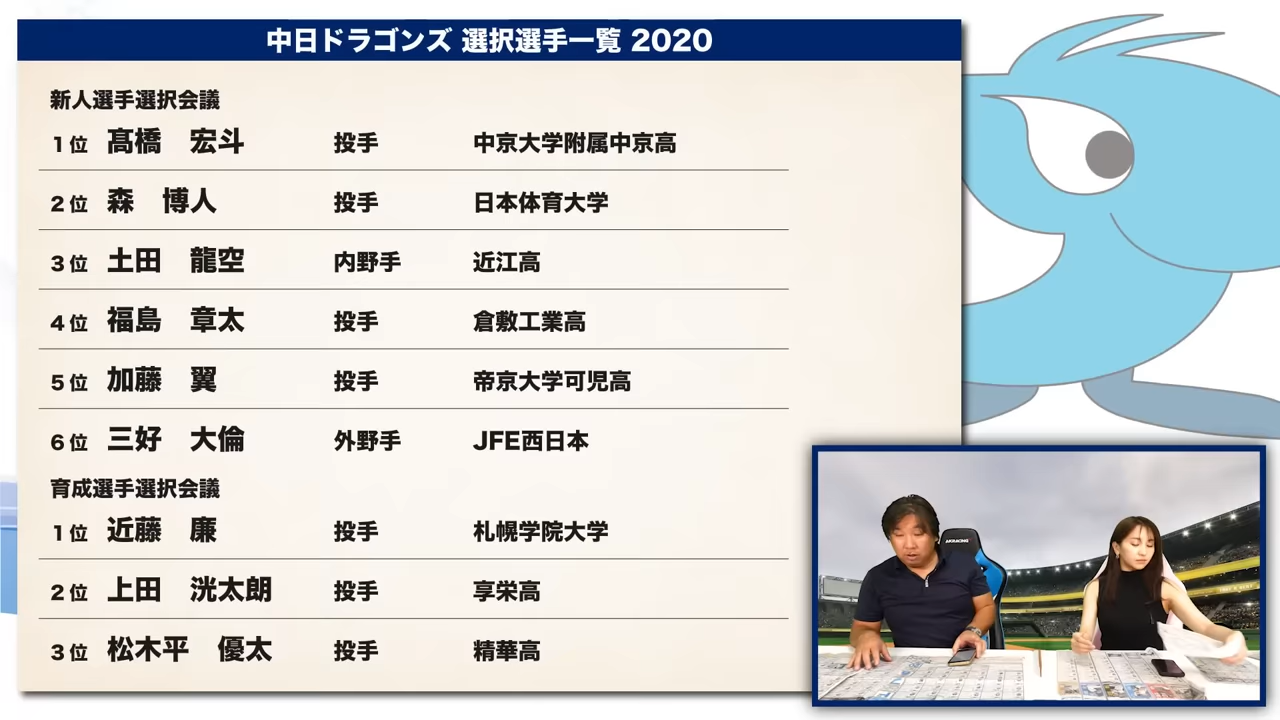 中日ドラゴンズ 選択選手一覧 2020
新人選手選択会議
1位 髙橋 宏斗 投手 中京大学附属中京高
2位 森 博人 投手 日本体育大学
3位 土田 龍空 内野手 近江高
4位 福島 章太 投手 倉敷工業高
5位 加藤 翼 投手 帝京大学可児高
6位 三好 大倫 外野手 JFE西日本
育成選手選択会議
1位 近藤 廉 投手 札幌学院大学
2位 上田 洸太朗 投手 享栄高
3位 松木平 優太 投手 精華高
AKRACING